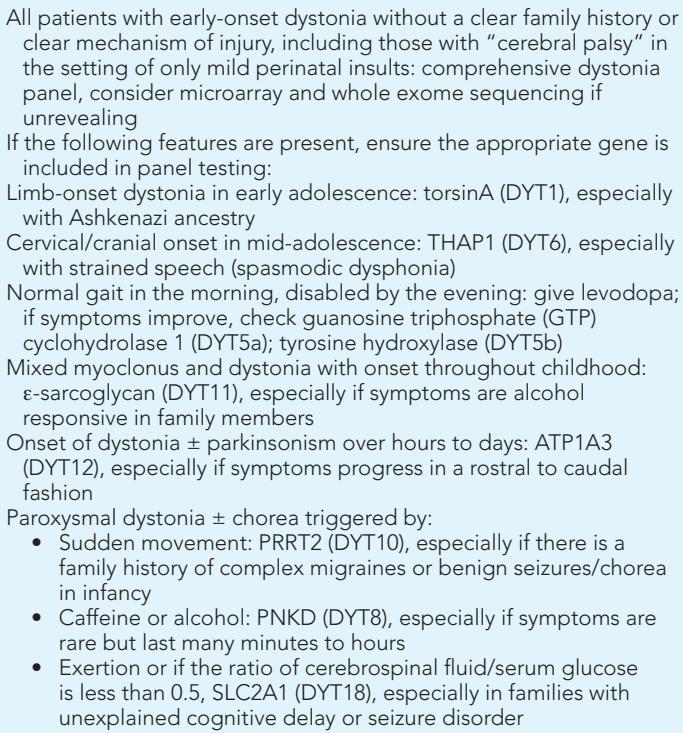 All patients with early-onset dystonia without a clear family history or
clear mechanism of injury, including those with “cerebral palsy” in
the setting of only mild perinatal insults: comprehensive dystonia
panel, consider microarray and whole exome sequencing if
unrevealing
If the following features are present, ensure the appropriate gene is
included in panel testing:
Limb-onset dystonia in early adolescence: torsinA (DYT1), especially
with Ashkenazi ancestry
Cervical/cranial onset in mid-adolescence: THAP1 (DYT6), especially
with strained speech (spasmodic dysphonia)
Normal gait in the morning, disabled by the evening: give levodopa;
if symptoms improve, check guanosine triphosphate (GTP)
cyclohydrolase 1 (DYT5a); tyrosine hydroxylase (DYT5b)
Mixed myoclonus and dystonia with onset throughout childhood:
ε-sarcoglycan (DYT11), especially if symptoms are alcohol
responsive in family members
Onset of dystonia ± parkinsonism over hours to days: ATP1A3
(DYT12), especially if symptoms progress in a rostral to caudal
fashion
Paroxysmal dystonia ± chorea triggered by:
• Sudden movement: PRRT2 (DYT10), especially if there is a
family history of complex migraines or benign seizures/chorea
in infancy
• Caffeine or alcohol: PNKD (DYT8), especially if symptoms are
rare but last many minutes to hours
• Exertion or if the ratio of cerebrospinal fluid/serum glucose
is less than 0.5, SLC2A1 (DYT18), especially in families with
unexplained cognitive delay or seizure disorder